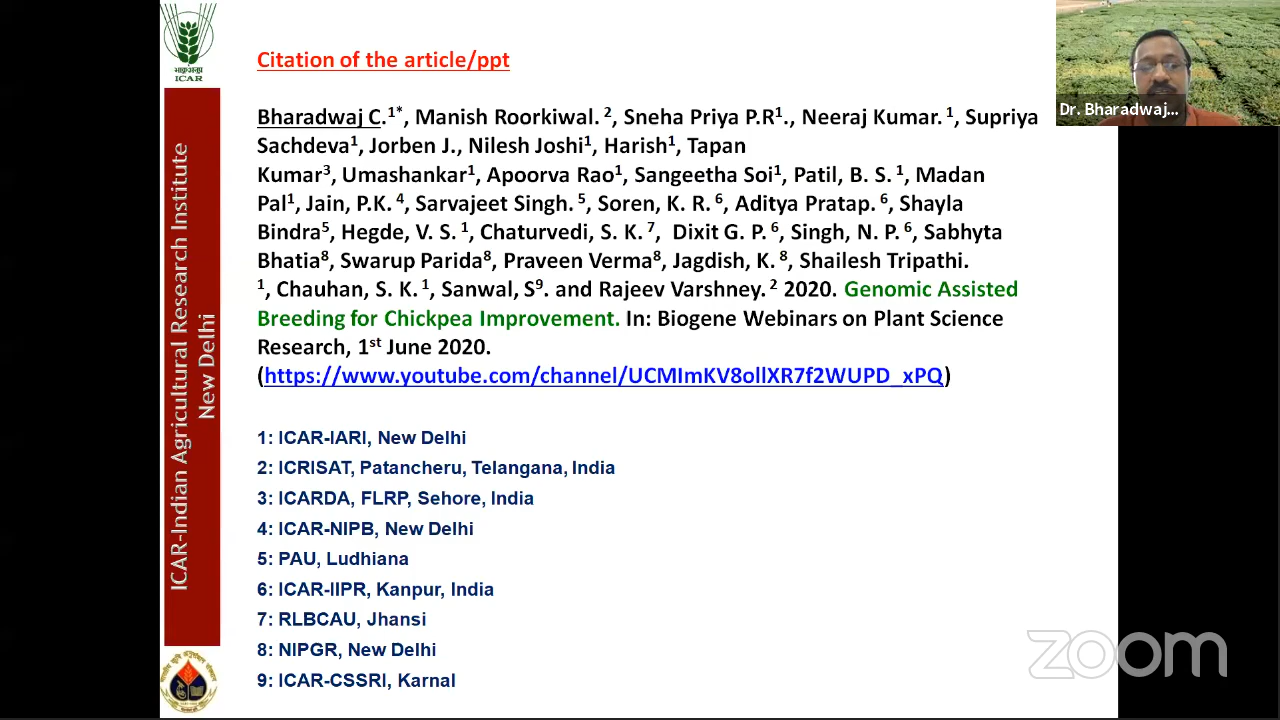 ICAR
ICAR-Indian Agricultural Research Institute
New Delhi
Citation of the article/ppt
Bharadwaj C.1*, Manish Roorkiwal. 2, Sneha Priya P.R1., Neeraj Kumar. 1, Supriya
Sachdeva1, Jorben J., Nilesh Joshi1, Harish1, Tapan
Kumar3, Umashankar1, Apoorva Rao1, Sangeetha Soi1, Patil, B. S. 1, Madan
Pal1, Jain, P.K. 4, Sarvajeet Singh. 5, Soren, K. R. 6, Aditya Pratap. 6, Shayla
Bindra5, Hegde, V. S. 1, Chaturvedi, S. K. 7, Dixit G. P. 6, Singh, N. P. 6, Sabhyta
Bhatia8, Swarup Parida8, Praveen Verma8, Jagdish, K. 8, Shailesh Tripathi.
1, Chauhan, S. K. 1, Sanwal, S9. and Rajeev Varshney. 2 2020. Genomic Assisted
Breeding for Chickpea Improvement. In: Biogene Webinars on Plant Science
Research, 1st June 2020.
(https://www.youtube.com/channel/UCMImKV8ollXR7f2WUPD_xPQ)
1: ICAR-IARI, New Delhi
2: ICRISAT, Patancheru, Telangana, India
3: ICARDA, FLRP, Sehore, India
4: ICAR-NIPB, New Delhi
5: PAU, Ludhiana
6: ICAR-IIPR, Kanpur, India
7: RLBCAU, Jhansi
8: NIPGR, New Delhi
9: ICAR-CSSRI, Karnal
Dr. Bharadwaj...
zoom